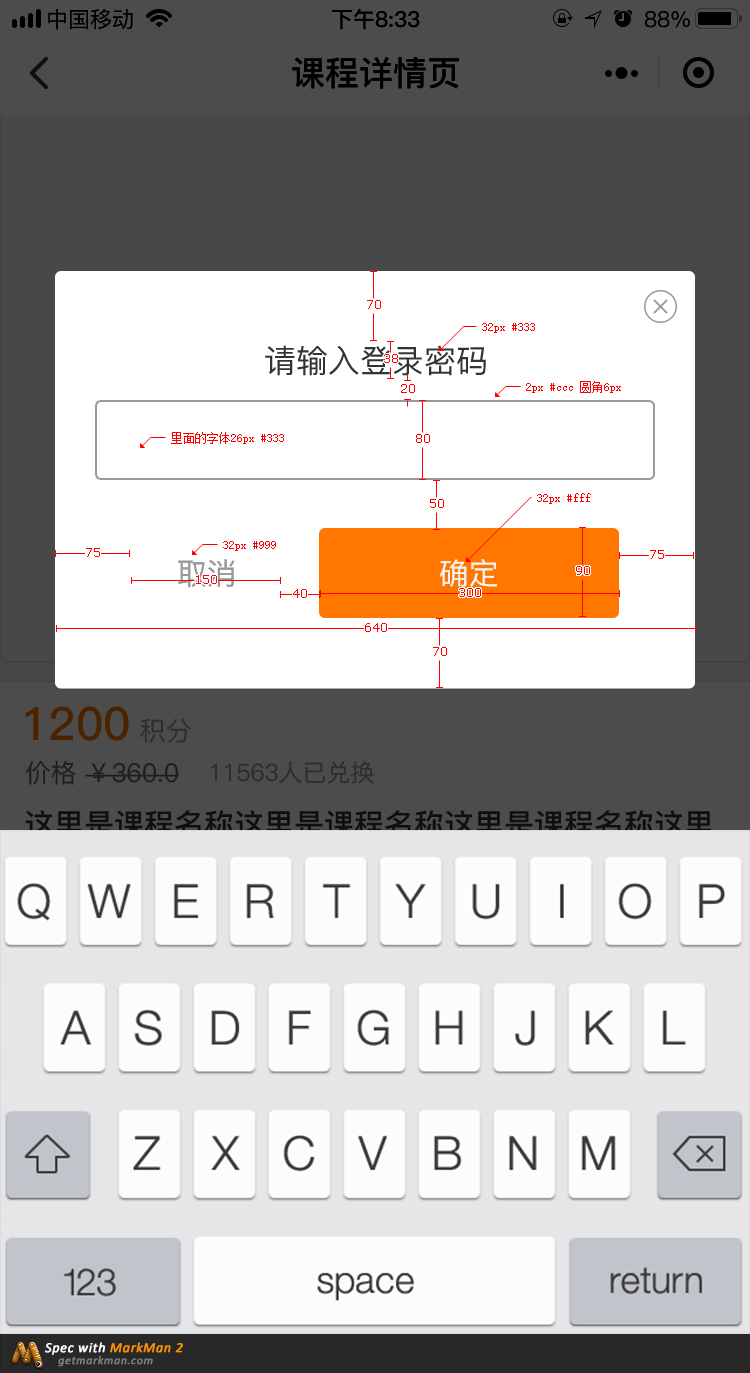 中国移动 下午8:33 88%
课程详情页
70
32px #333
请输入登录密码
38
20
2px #ccc 圆角6px
里面的字体26px #333
80
50
32px #fff
75
32px #999
75
取消
150
确定
90
40
300
640
70
1200 积分
价格 ¥360.0 11563人已兑换
这里是课程名称这里是课程名称这里是课程名称这里
Q W E R T Y U I O P
A S D F G H J K L
Z X C V B N M
123 space return
Spec with MarkMan 2
getmarkman.com